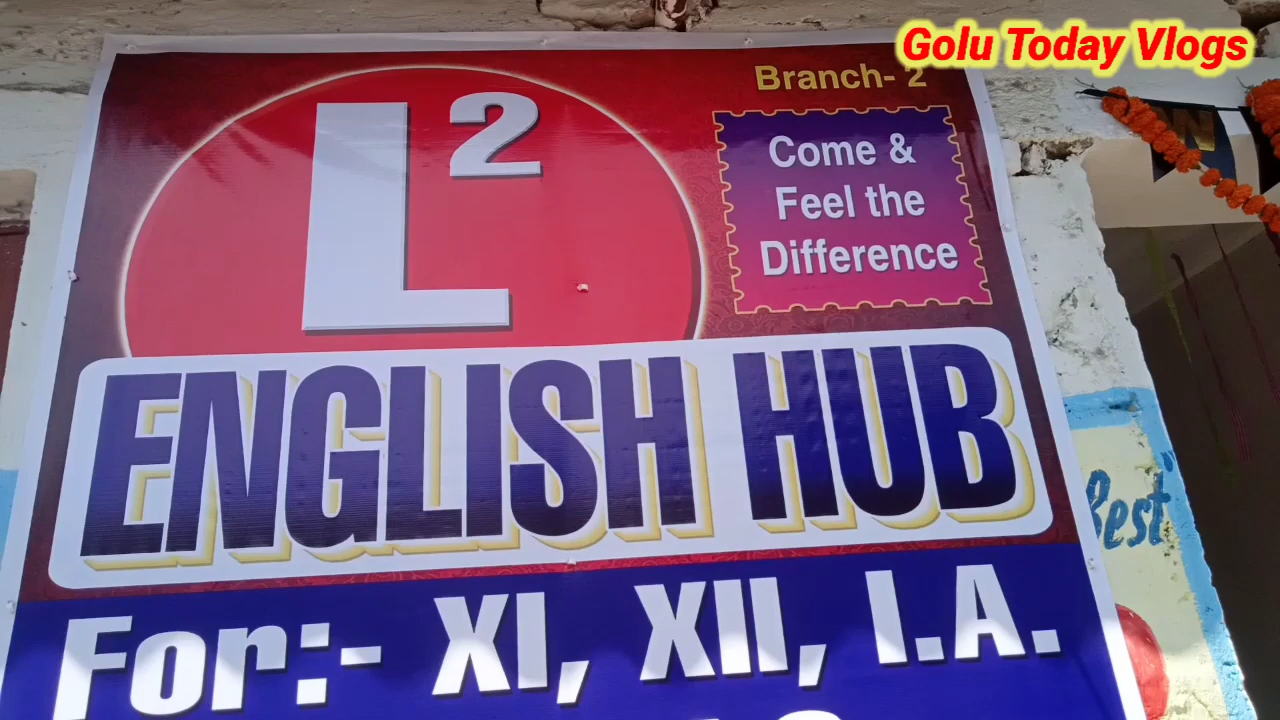 Golu Today Vlogs
Branch- 2
L²
Come &
Feel the
Difference
ENGLISH HUB
For:- XI, XII, I.A.
Best